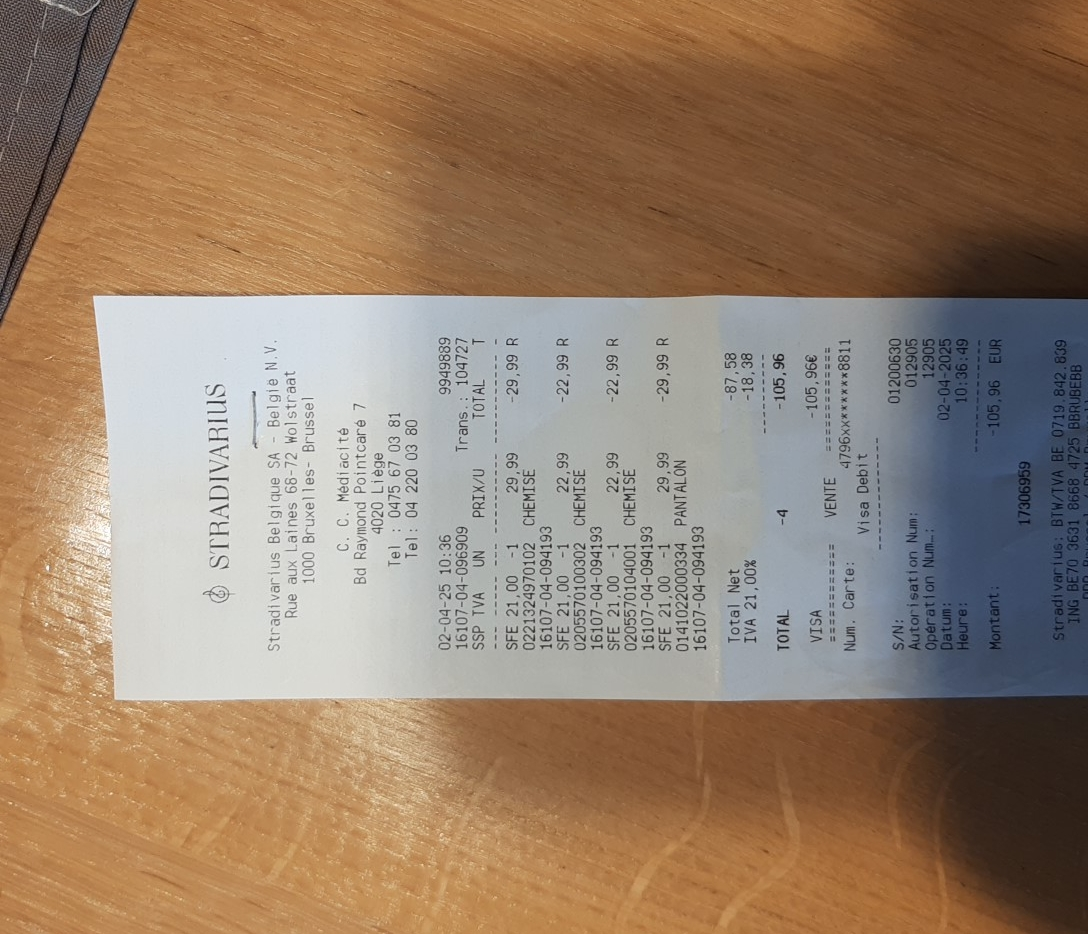 STRADIVARIUS
Stradivarius Belgique SA - België N.V.
Rue aux Laines 68-72 Wolstraat
1000 Bruxelles- Brussel
C. C. Médiacité
Bd Raymond Pointcaré 7
4020 Liège
Tel : 0475 67 03 81
Tel: 04 220 03 80
02-04-25 10:36 9949889
16107-04-096909 Trans.: 104727
SSP TVA UN PRIX/U TOTAL T
--- ---- --- -------- ---------- -
SFE 21,00 -1 29,99 -29,99 R
02213249701​02 CHEMISE
16107-04-094193
SFE 21,00 -1 22,99 -22,99 R
0205570100302 CHEMISE
16107-04-094193
SFE 21,00 -1 22,99 -22,99 R
0205570104001 CHEMISE
16107-04-094193
SFE 21,00 -1 29,99 -29,99 R
0141022000334 PANTALON
16107-04-094193
Total Net -87,58
IVA 21,00% -18,38
----------
TOTAL -4 -105,96
VISA -105,96€
=========== VENTE ===========
Num. Carte: 4796xx******8811
Visa Debit
--------------
S/N: 01200630
Autorisation Num: 012905
Opération Num…: 12905
Datum: 02-04-2025
Heure: 10:36:49
--------------
Montant: -105,96 EUR
17306959
Stradivarius: BTW/TVA BE 0719.842.839
ING BE70 3631 8668 4725 BBRUBEBB